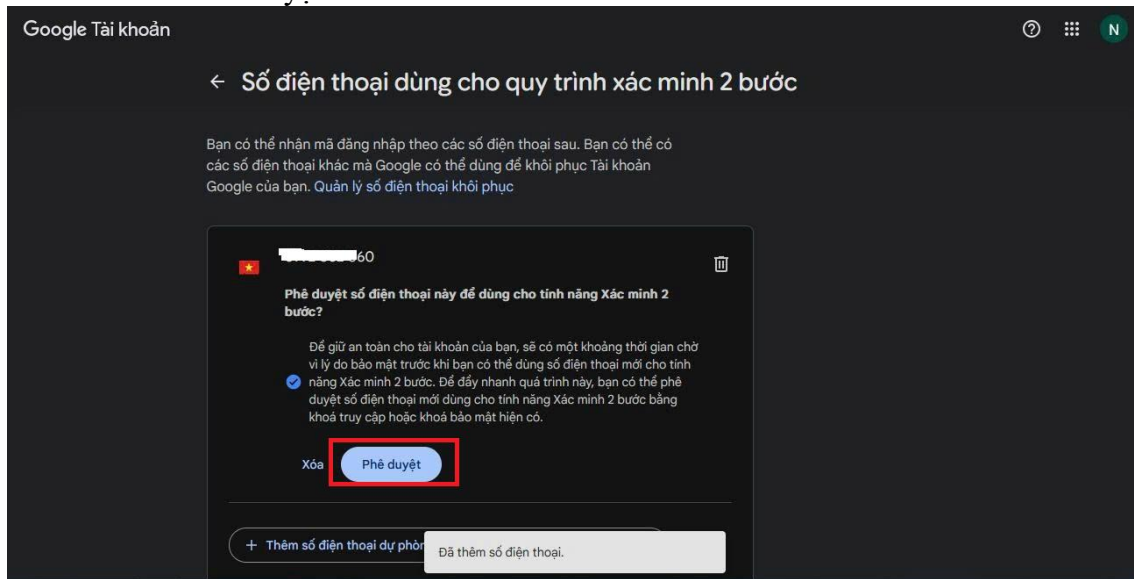 Google Tài khoản
N
Số điện thoại dùng cho quy trình xác minh 2 bước
Bạn có thể nhận mã đăng nhập theo các số điện thoại sau. Bạn có thể có
các số điện thoại khác mà Google có thể dùng để khôi phục Tài khoản
Google của bạn. Quản lý số điện thoại khôi phục
60
Phê duyệt số điện thoại này để dùng cho tính năng Xác minh 2
bước?
Để giữ an toàn cho tài khoản của bạn, sẽ có một khoảng thời gian chờ
vì lý do bảo mật trước khi bạn có thể dùng số điện thoại mới cho tính
năng Xác minh 2 bước. Để đẩy nhanh quá trình này, bạn có thể phê
duyệt số điện thoại mới dùng cho tính năng Xác minh 2 bước bằng
khoá truy cập hoặc khoá bảo mật hiện có.
Xóa Phê duyệt
+ Thêm số điện thoại dự
Đã thêm số điện thoại.